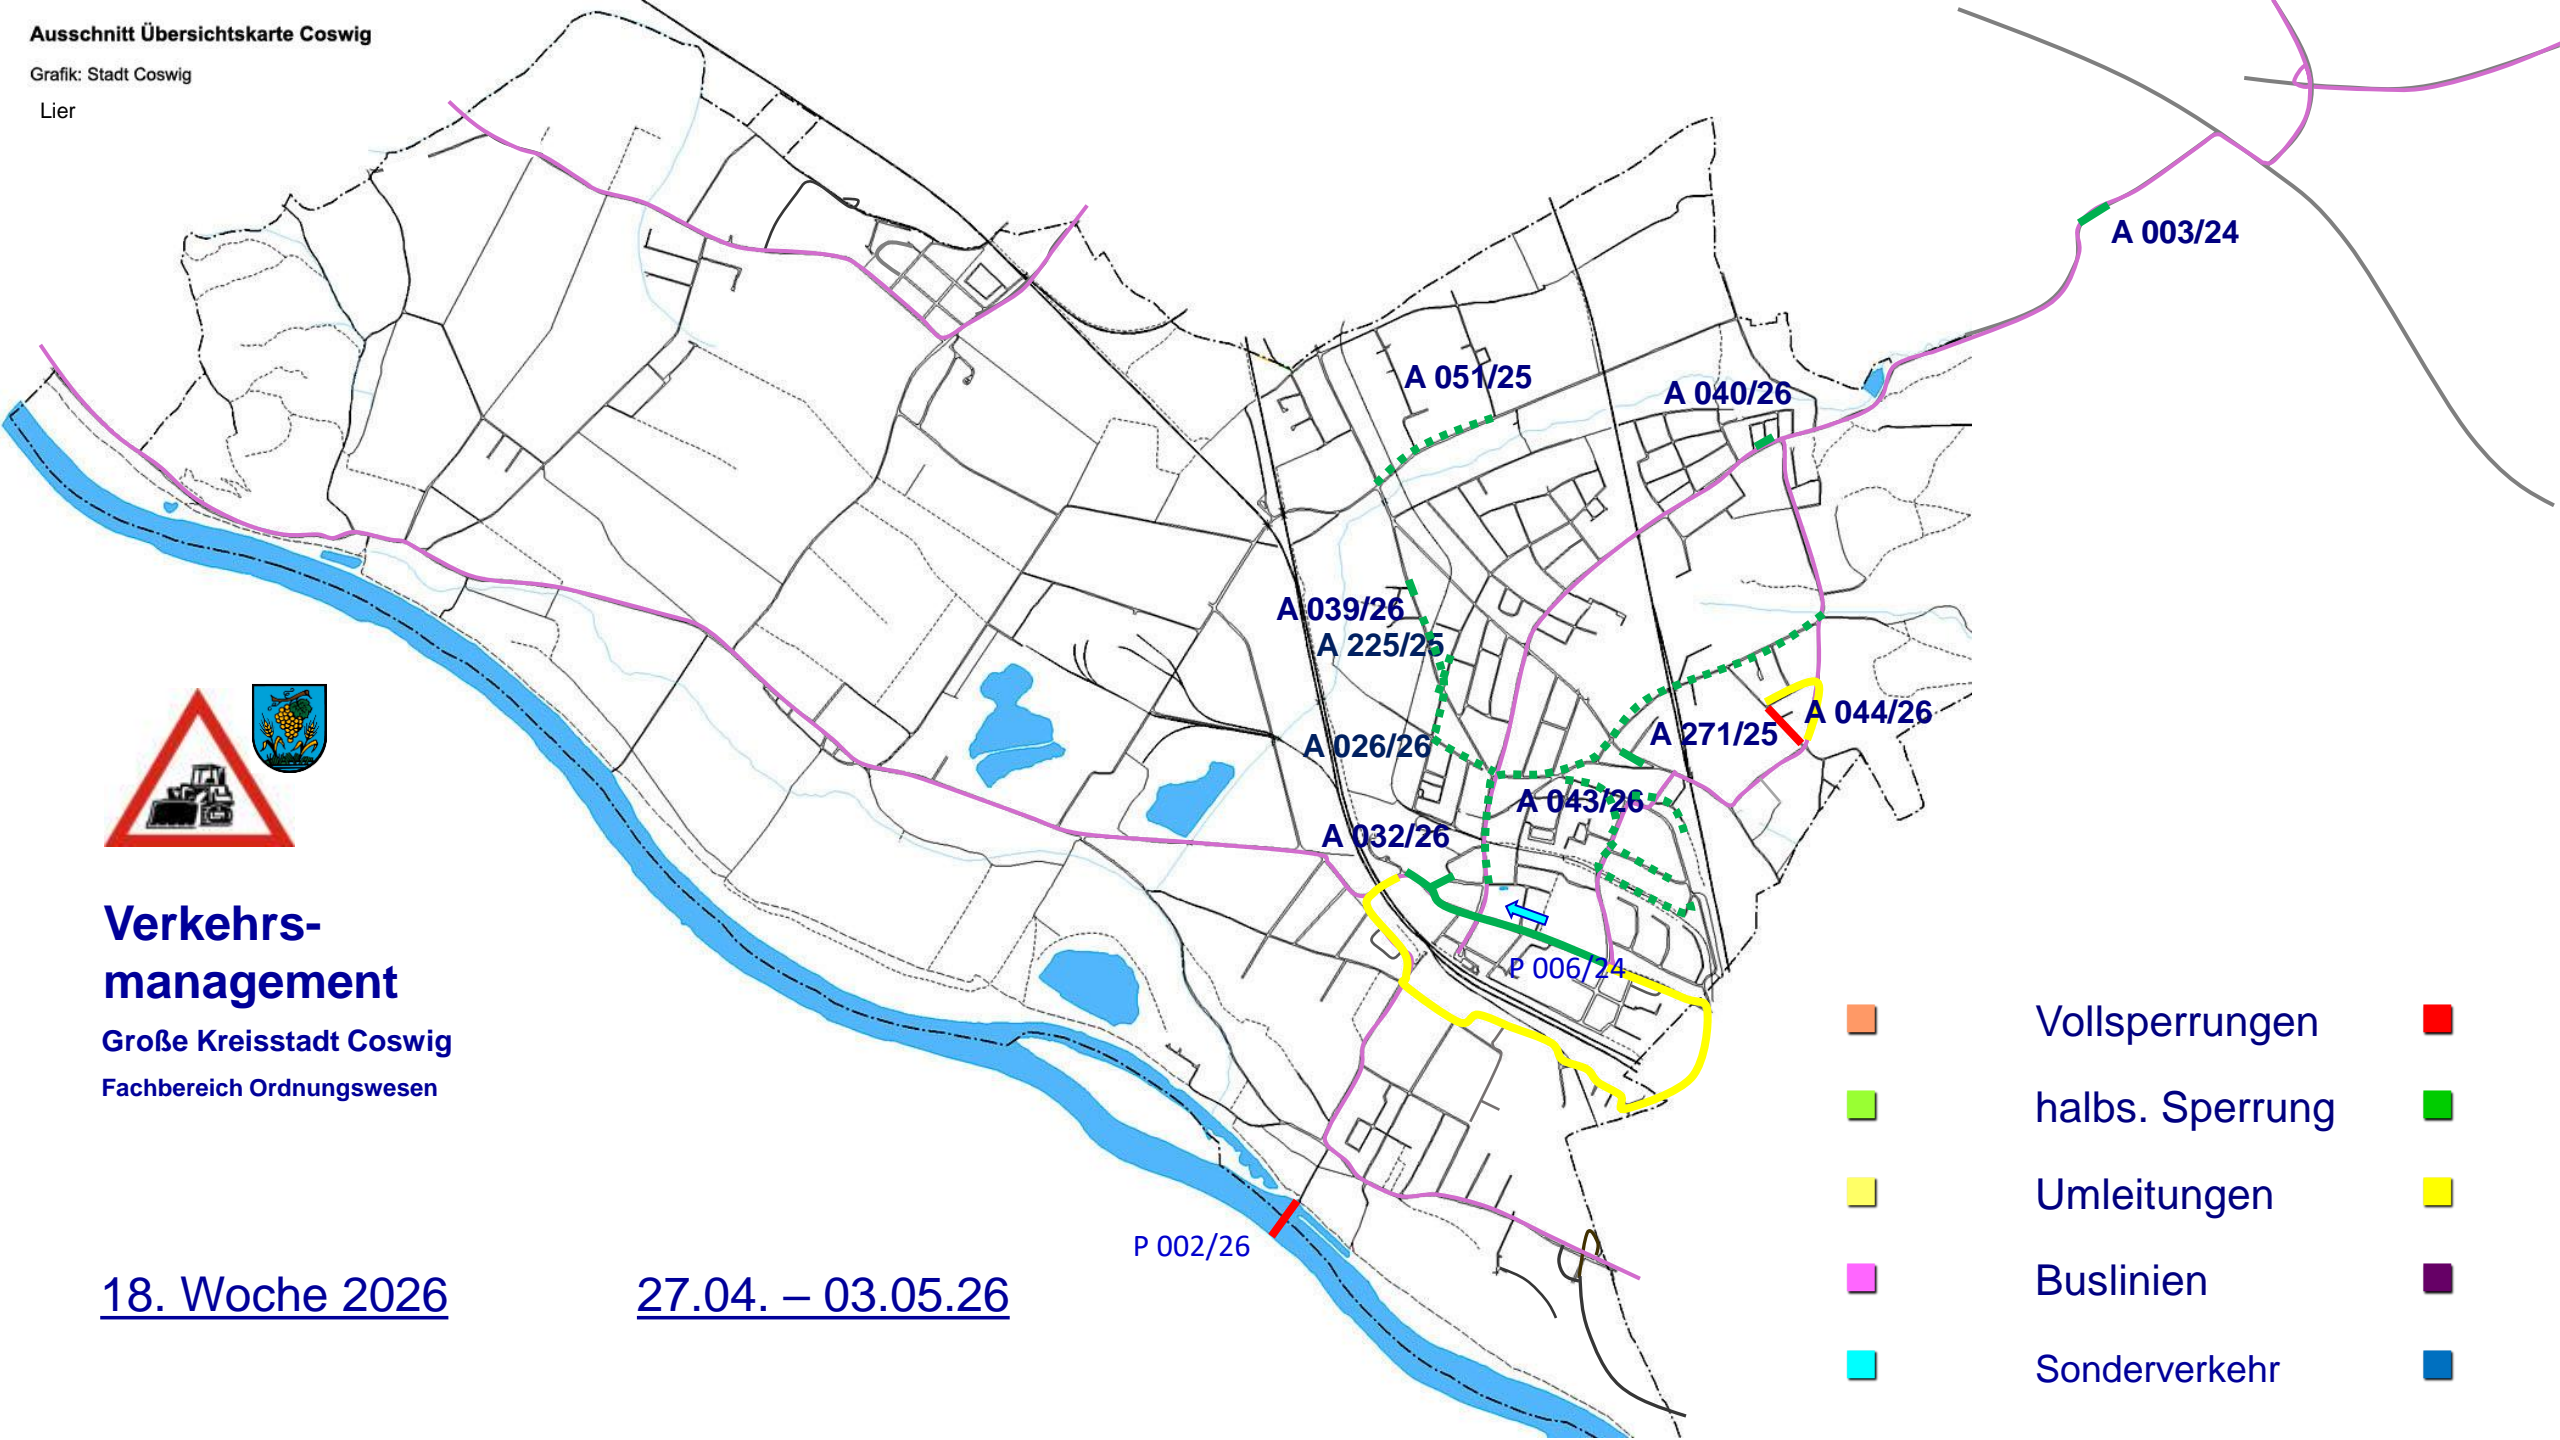 Ausschnitt Übersichtskarte Coswig
Grafik: Stadt Coswig
Lier
A 003/24
A 051/25
A 040/26
A 039/26
A 225/25
A 026/26
A 271/25
A 044/26
A 043/26
A 032/26
P 006/24
P 002/26
Verkehrs-
management
Große Kreisstadt Coswig
Fachbereich Ordnungswesen
18. Woche 2026
27.04. – 03.05.26
Vollsperrungen
halbs. Sperrung
Umleitungen
Buslinien
Sonderverkehr